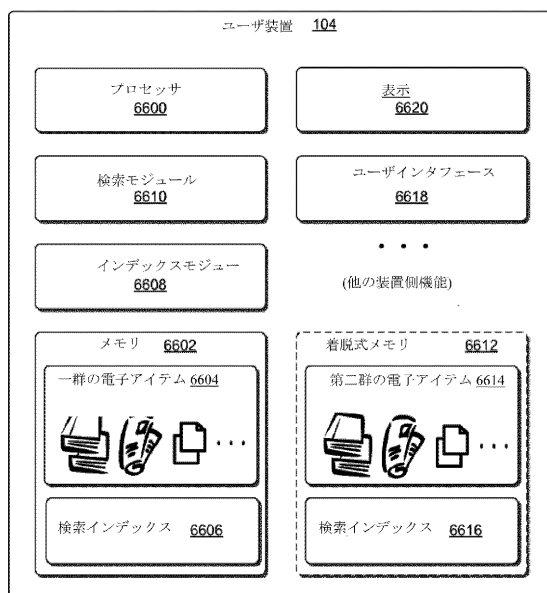 ユーザ装置 104
プロセッサ
6600
表示
6620
検索モジュール
6610
ユーザインタフェース
6618
インデックスモジュー
6608
• • •
(他の装置側機能)
メモリ 6602
一群の電子アイテム 6604
• • •
検索インデックス 6606
着脱式メモリ 6612
第二群の電子アイテム 6614
• • •
検索インデックス 6616